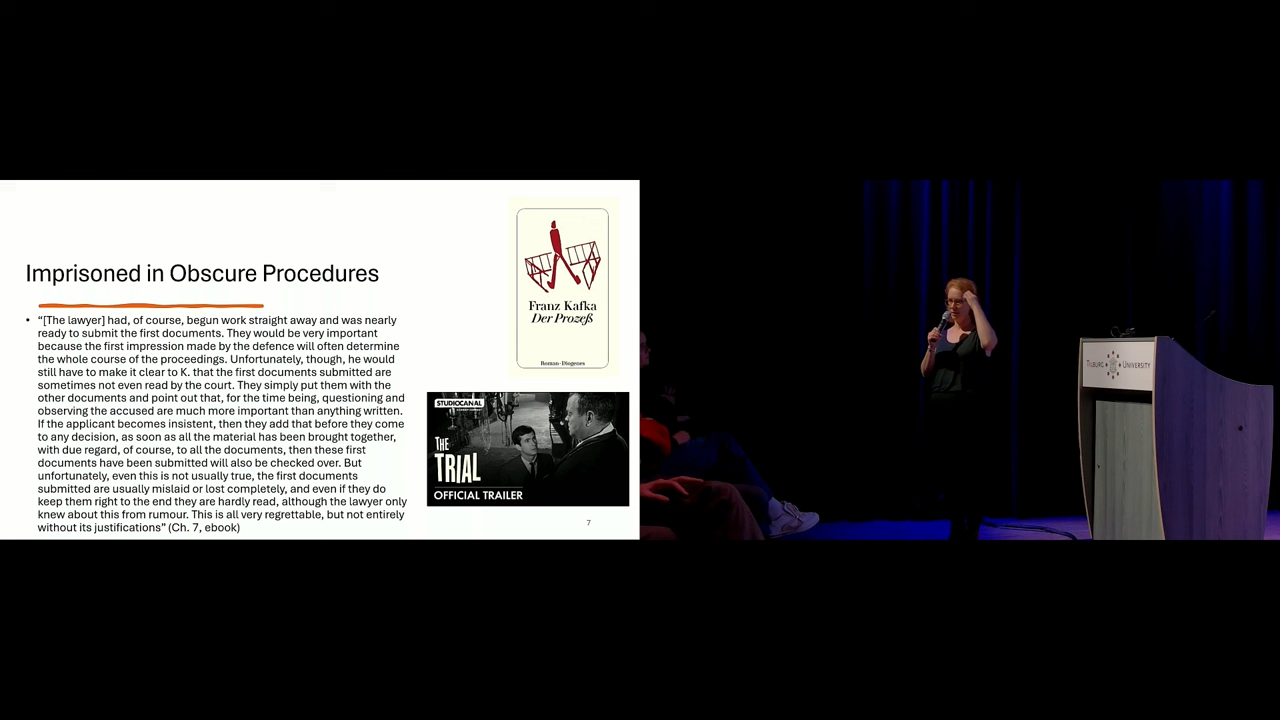 Imprisoned in Obscure Procedures
• “[The lawyer] had, of course, begun work straight away and was nearly
ready to submit the first documents. They would be very important
because the first impression made by the defence will often determine
the whole course of the proceedings. Unfortunately, though, he would
still have to make it clear to K. that the first documents submitted are
sometimes not even read by the court. They simply put them with the
other documents and point out that, for the time being, questioning and
observing the accused are much more important than anything written.
If the applicant becomes insistent, then they add that before they come
to any decision, as soon as all the material has been brought together,
with due regard, of course, to all the documents, then these first
documents have been submitted will also be checked over. But
unfortunately, even this is not usually true, the first documents
submitted are usually mislaid or lost completely, and even if they do
keep them right to the end they are hardly read, although the lawyer only
knew about this from rumour. This is all very regrettable, but not entirely
without its justifications” (Ch. 7, ebook)
Franz Kafka
Der Prozeß
Roman · Diogenes
STUDIOCANAL
THE
TRIAL
OFFICIAL TRAILER
7
TILBURG UNIVERSITY